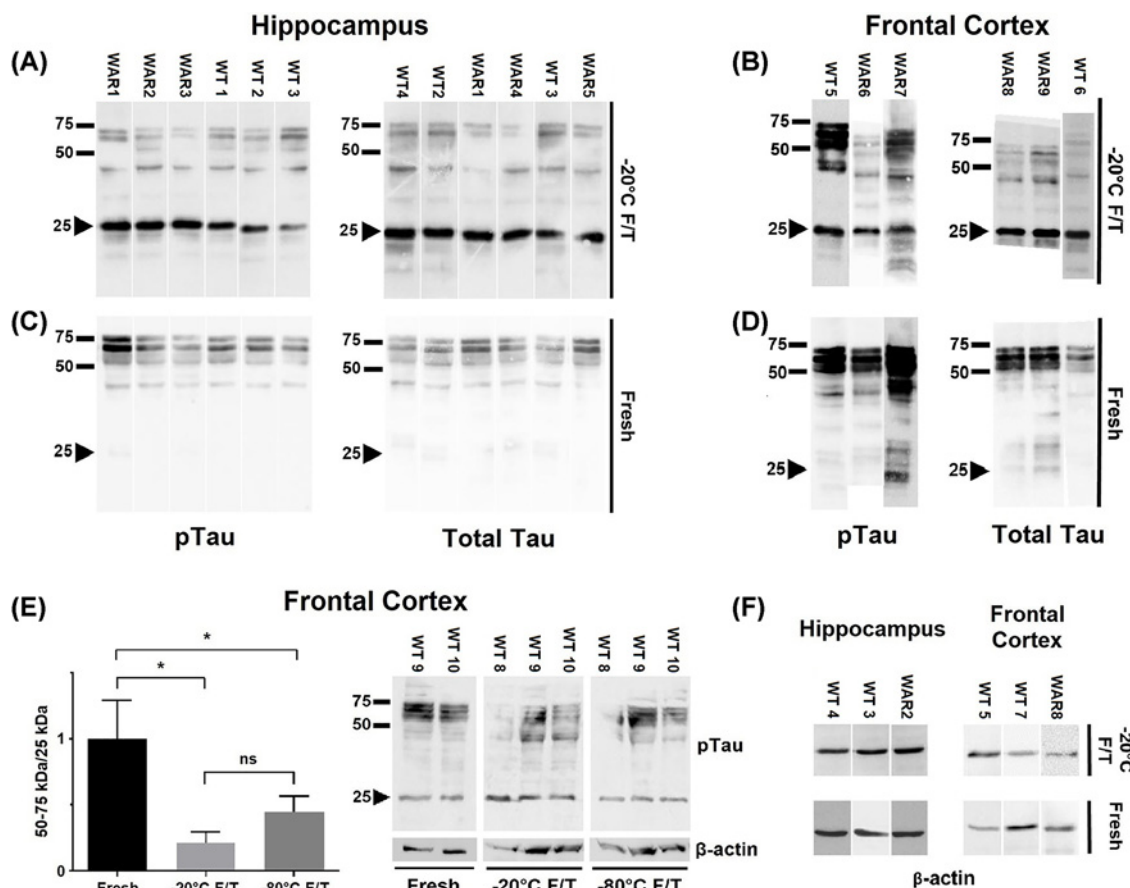 Hippocampus
Frontal Cortex
(A)
WAR1 WAR2 WAR3 WT 1 WT 2 WT 3
WT4 WT2 WAR1 WAR4 WT 3 WAR5
(B)
WT 5 WAR6 WAR7
WAR8 WAR9 WT 6
75
50
25
75
50
25
-20°C F/T
75
50
25
75
50
25
-20°C F/T
(C)
75
50
25
75
50
25
Fresh
(D)
50
25
50
25
Fresh
pTau
Total Tau
pTau
Total Tau
(E)
Frontal Cortex
50-75 kDa/25 kDa
1
0
*
*
ns
Fresh -20°C F/T -80°C F/T
WT 9 WT 10 WT 8 WT 9 WT 10 WT 8 WT 9 WT 10
75
50
25
pTau
β-actin
Fresh -20°C F/T -80°C F/T
(F)
Hippocampus
Frontal
Cortex
WT 4 WT 3 WAR2
WT 5 WT 7 WAR8
-20°C
F/T
Fresh
β-actin